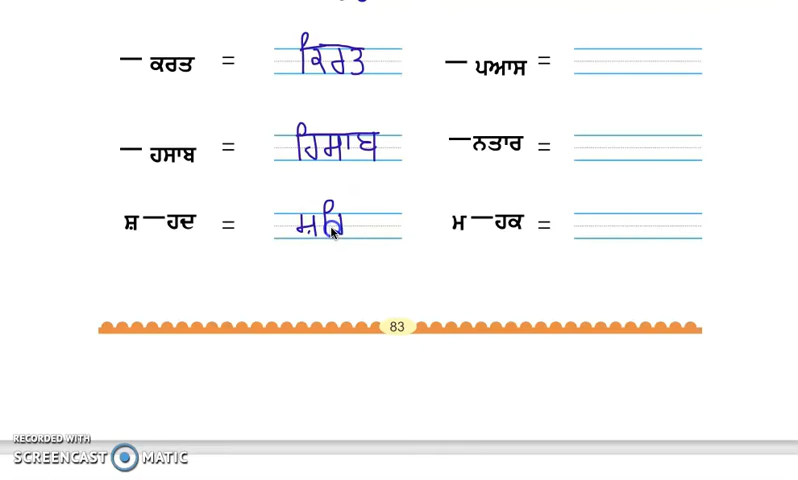 — ਕਰਤ = ਕਿਰਤ — ਪਆਸ =
— ਹਸਾਬ = ਹਿਸਾਬ — ਨਤਾਰ =
ਸ਼ — ਹਦ = ਸ਼ਹਿ ਮ — ਹਕ =
83
RECORDED WITH
SCREENCAST MATIC